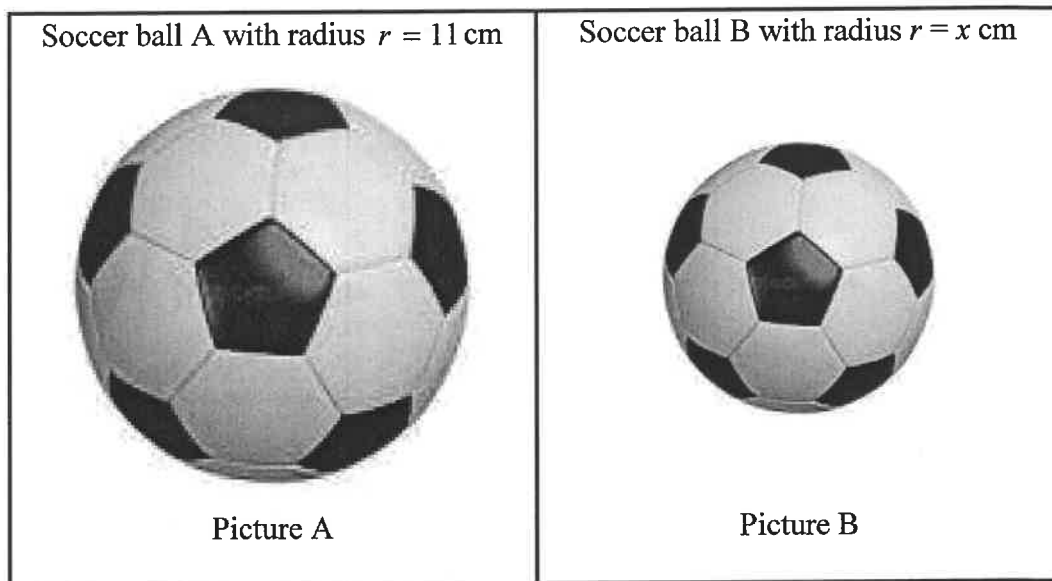 Soccer ball A with radius r = 11 cm
Soccer ball B with radius r = x cm
Picture A
Picture B